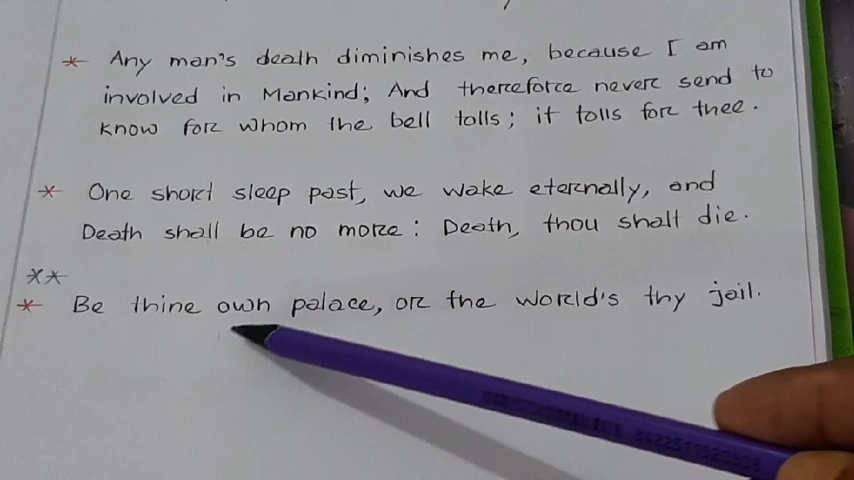 * Any man's death diminishes me, because I am
involved in Mankind; And therefore never send to
know for whom the bell tolls; it tolls for thee.
* One short sleep past, we wake eternally, and
Death shall be no more: Death, thou shalt die.
**
* Be thine own palace, or the world's thy jail.